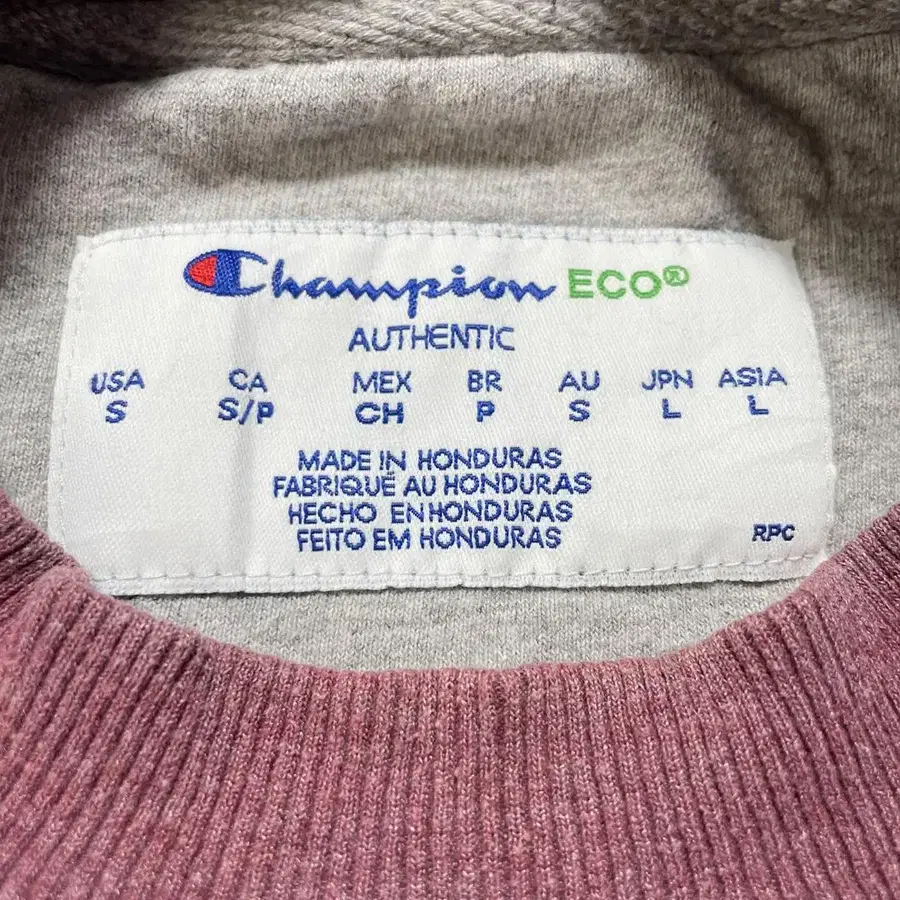 Champion ECO®
AUTHENTIC
USA CA MEX BR AU JPN ASIA
S S/P CH P S L L
MADE IN HONDURAS
FABRIQUÉ AU HONDURAS
HECHO EN HONDURAS
FEITO EM HONDURAS
RPC